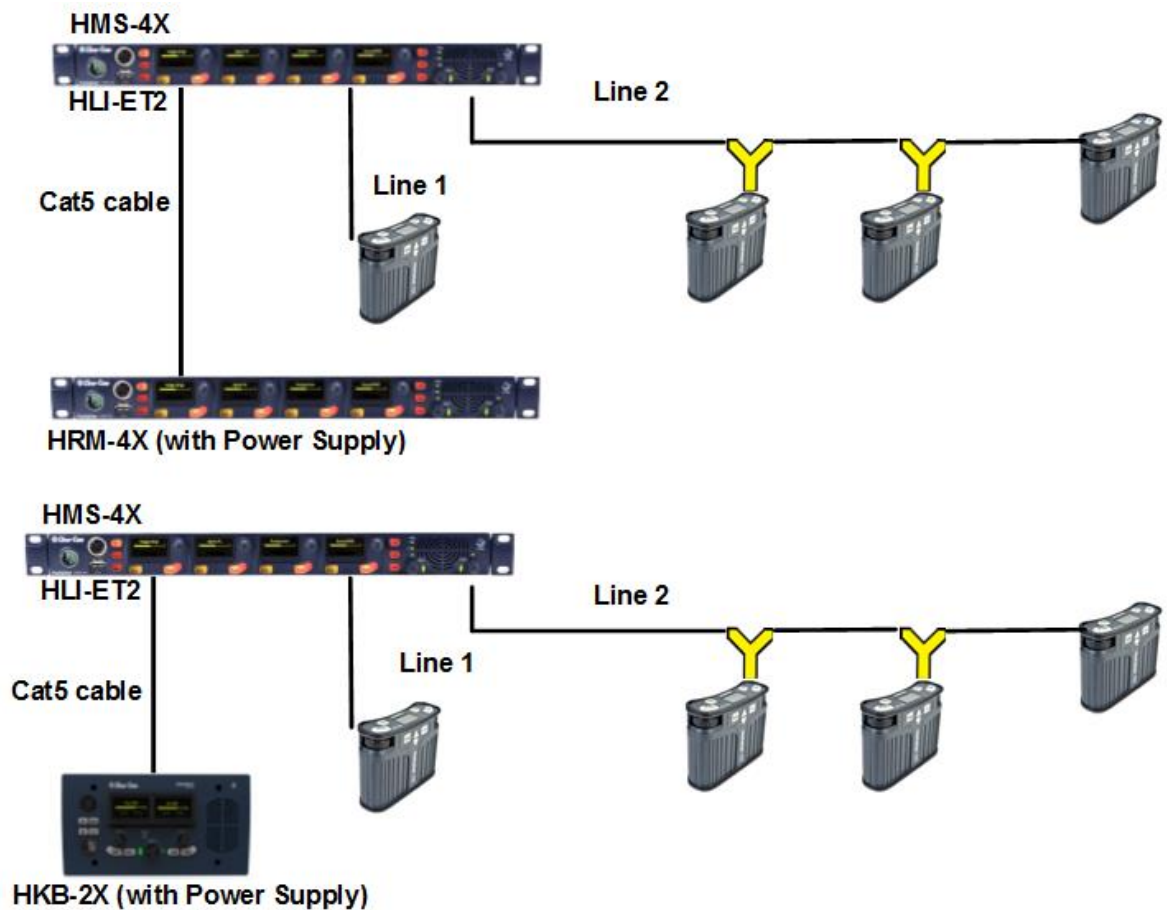 HMS-4X
HLI-ET2
Line 2
Line 1
Cat5 cable
HRM-4X (with Power Supply)
HMS-4X
HLI-ET2
Line 2
Line 1
Cat5 cable
HKB-2X (with Power Supply)